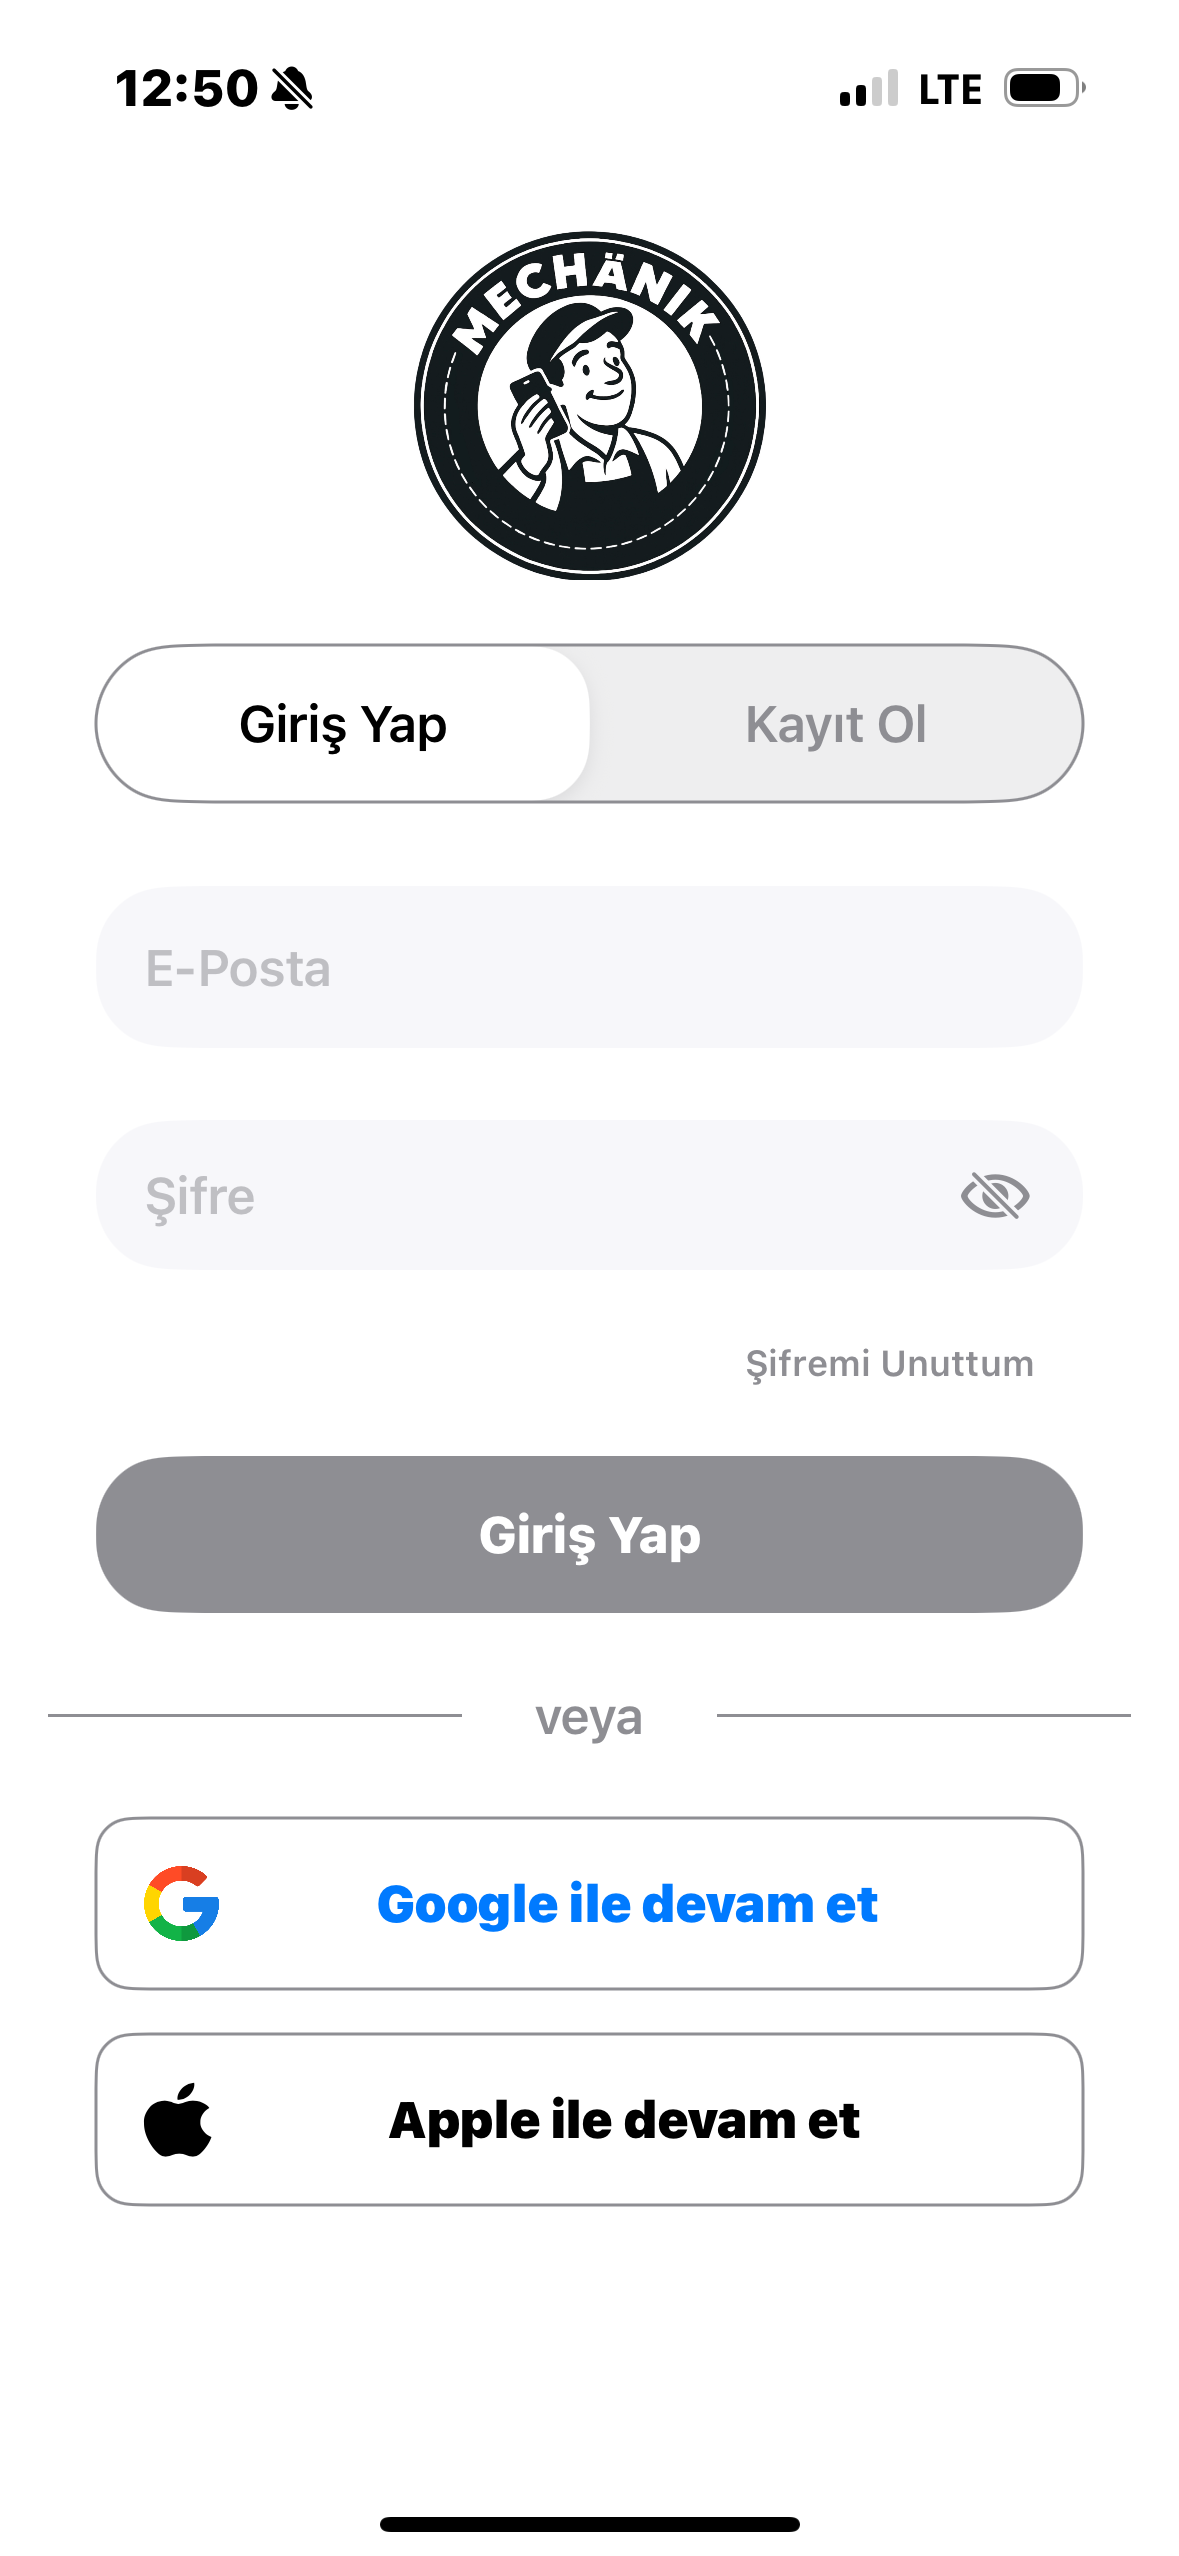 12:50
LTE
MECHÄNIK
Giriş Yap
Kayıt Ol
E-Posta
Şifre
Şifremi Unuttum
Giriş Yap
veya
Google ile devam et
Apple ile devam et